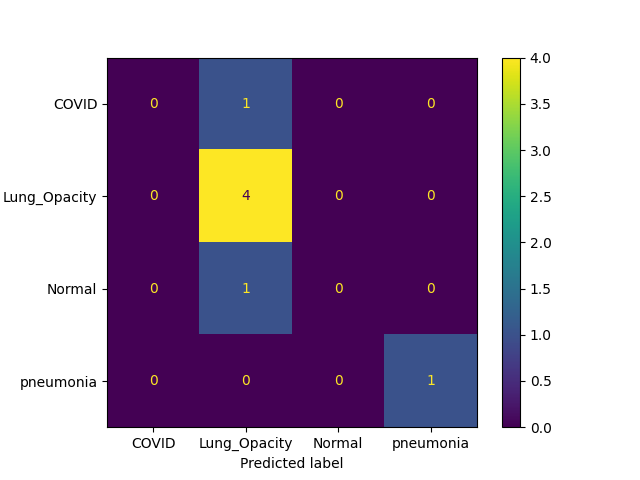 COVID 0 1 0 0
Lung_Opacity 0 4 0 0
Normal 0 1 0 0
pneumonia 0 0 0 1
COVID Lung_Opacity Normal pneumonia
Predicted label
4.0
3.5
3.0
2.5
2.0
1.5
1.0
0.5
0.0